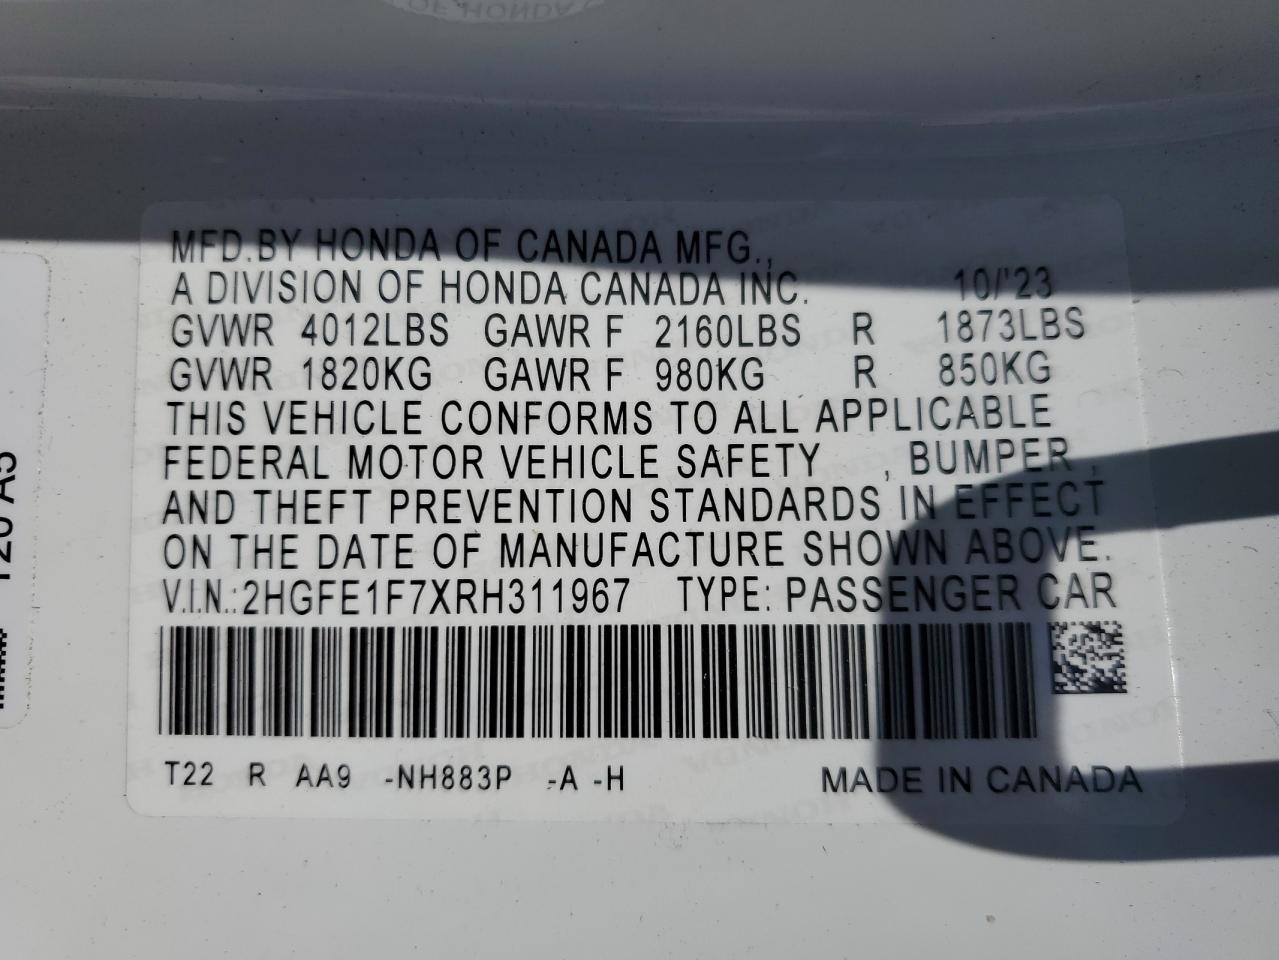 OF HONDA C
MFD.BY HONDA OF CANADA MFG.,
A DIVISION OF HONDA CANADA INC. 10/'23
GVWR 4012LBS GAWR F 2160LBS R 1873LBS
GVWR 1820KG GAWR F 980KG R 850KG
THIS VEHICLE CONFORMS TO ALL APPLICABLE
FEDERAL MOTOR VEHICLE SAFETY , BUMPER ,
AND THEFT PREVENTION STANDARDS IN EFFECT
ON THE DATE OF MANUFACTURE SHOWN ABOVE.
V.I.N.:2HGFE1F7XRH311967 TYPE: PASSENGER CAR
T22 R AA9 -NH883P -A -H MADE IN CANADA